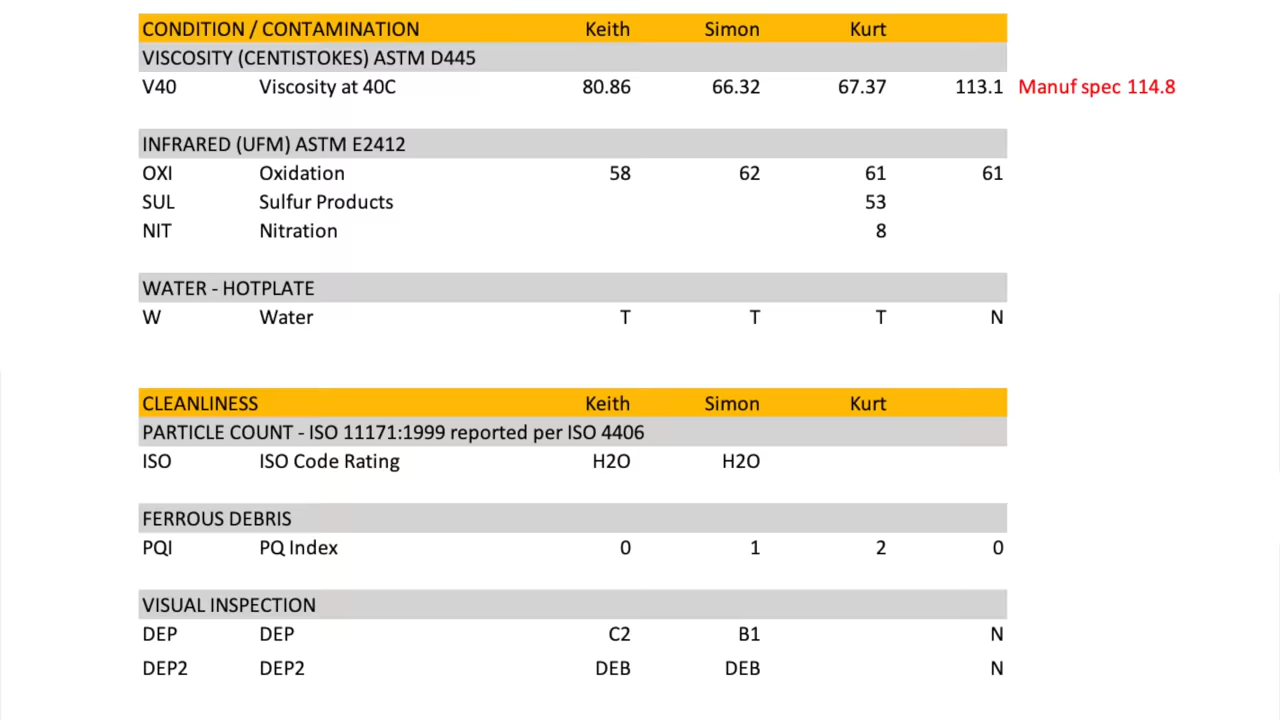 CONDITION / CONTAMINATION Keith Simon Kurt
VISCOSITY (CENTISTOKES) ASTM D445
V40 Viscosity at 40C 80.86 66.32 67.37 113.1 Manuf spec 114.8
INFRARED (UFM) ASTM E2412
OXI Oxidation 58 62 61 61
SUL Sulfur Products 53
NIT Nitration 8
WATER - HOTPLATE
W Water T T T N
CLEANLINESS Keith Simon Kurt
PARTICLE COUNT - ISO 11171:1999 reported per ISO 4406
ISO ISO Code Rating H2O H2O
FERROUS DEBRIS
PQI PQ Index 0 1 2 0
VISUAL INSPECTION
DEP DEP C2 B1 N
DEP2 DEP2 DEB DEB N